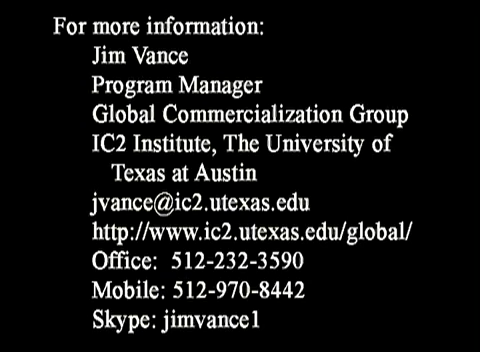 For more information:
Jim Vance
Program Manager
Global Commercialization Group
IC2 Institute, The University of
Texas at Austin
jvance@ic2.utexas.edu
http://www.ic2.utexas.edu/global/
Office: 512-232-3590
Mobile: 512-970-8442
Skype: jimvance1